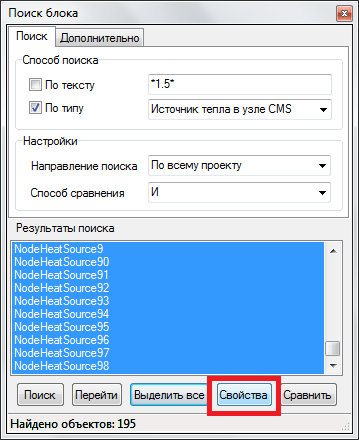 Поиск блока
Поиск Дополнительно
Способ поиска
По тексту *1.5*
По типу Источник тепла в узле CMS
Настройки
Направление поиска По всему проекту
Способ сравнения И
Результаты поиска
NodeHeatSource9
NodeHeatSource90
NodeHeatSource91
NodeHeatSource92
NodeHeatSource93
NodeHeatSource94
NodeHeatSource95
NodeHeatSource96
NodeHeatSource97
NodeHeatSource98
Поиск Перейти Выделить все Свойства Сравнить
Найдено объектов: 195